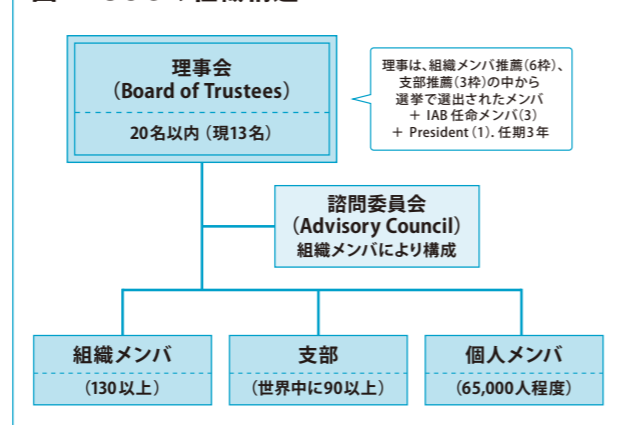 理事会
（Board of Trustees）
20名以内（現13名）
理事は、組織メンバ推薦（6枠）、
支部推薦（3枠）の中から
選挙で選出されたメンバ
＋ IAB 任命メンバ（3）
＋ President（1）. 任期3年
諮問委員会
（Advisory Council）
組織メンバにより構成
組織メンバ
（130以上）
支部
（世界中に90以上）
個人メンバ
（65,000人程度）